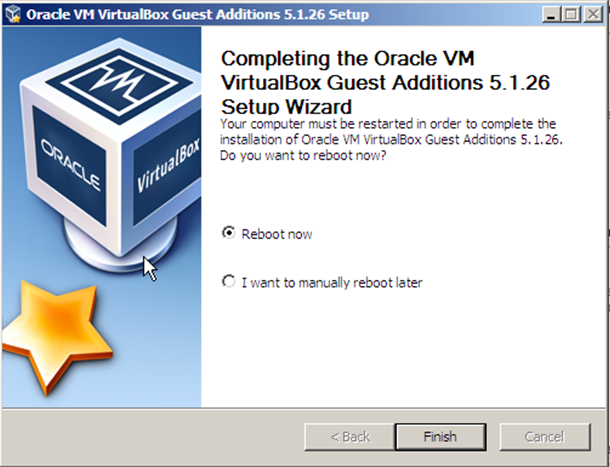 Oracle VM VirtualBox Guest Additions 5.1.26 Setup
ORACLE
VirtualBox
Completing the Oracle VM
VirtualBox Guest Additions 5.1.26
Setup Wizard
Your computer must be restarted in order to complete the
installation of Oracle VM VirtualBox Guest Additions 5.1.26.
Do you want to reboot now?
Reboot now
I want to manually reboot later
< Back
Finish
Cancel